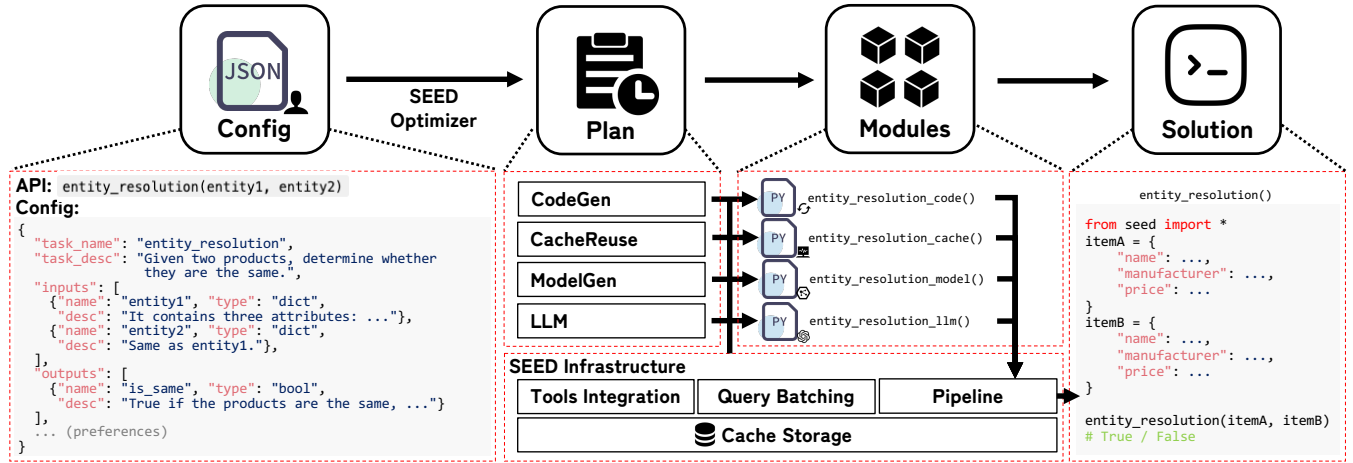 JSON
Config
SEED
Optimizer
Plan
Modules
Solution
API: entity_resolution(entity1, entity2)
Config:
{
"task_name": "entity_resolution",
"task_desc": "Given two products, determine whether
they are the same.",
"inputs": [
{"name": "entity1", "type": "dict",
"desc": "It contains three attributes: ..."},
{"name": "entity2", "type": "dict",
"desc": "Same as entity1."},
],
"outputs": [
{"name": "is_same", "type": "bool",
"desc": "True if the products are the same, ..."}
],
... (preferences)
}
CodeGen
CacheReuse
ModelGen
LLM
PY
entity_resolution_code()
PY
entity_resolution_cache()
PY
entity_resolution_model()
PY
entity_resolution_llm()
SEED Infrastructure
Tools Integration
Query Batching
Pipeline
Cache Storage
entity_resolution()
from seed import *
itemA = {
"name": ...,
"manufacturer": ...,
"price": ...
}
itemB = {
"name": ...,
"manufacturer": ...,
"price": ...
}
entity_resolution(itemA, itemB)
# True / False